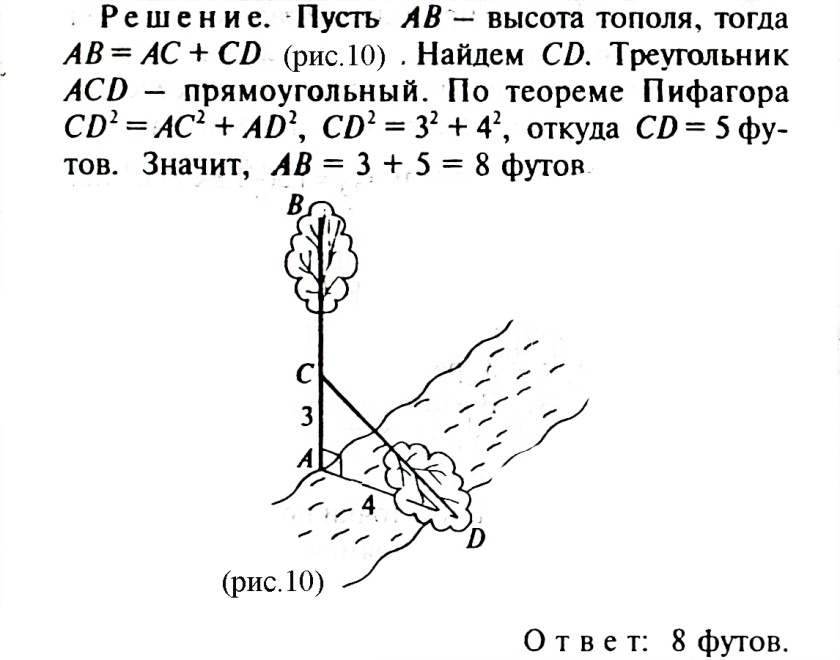 Решение. Пусть AB — высота тополя, тогда
AB = AC + CD (рис.10) . Найдем CD. Треугольник
ACD — прямоугольный. По теореме Пифагора
CD² = AC² + AD², CD² = 3² + 4², откуда CD = 5 фу-
тов. Значит, AB = 3 + 5 = 8 футов
B
C
3
A
4
D
(рис.10)
Ответ: 8 футов.